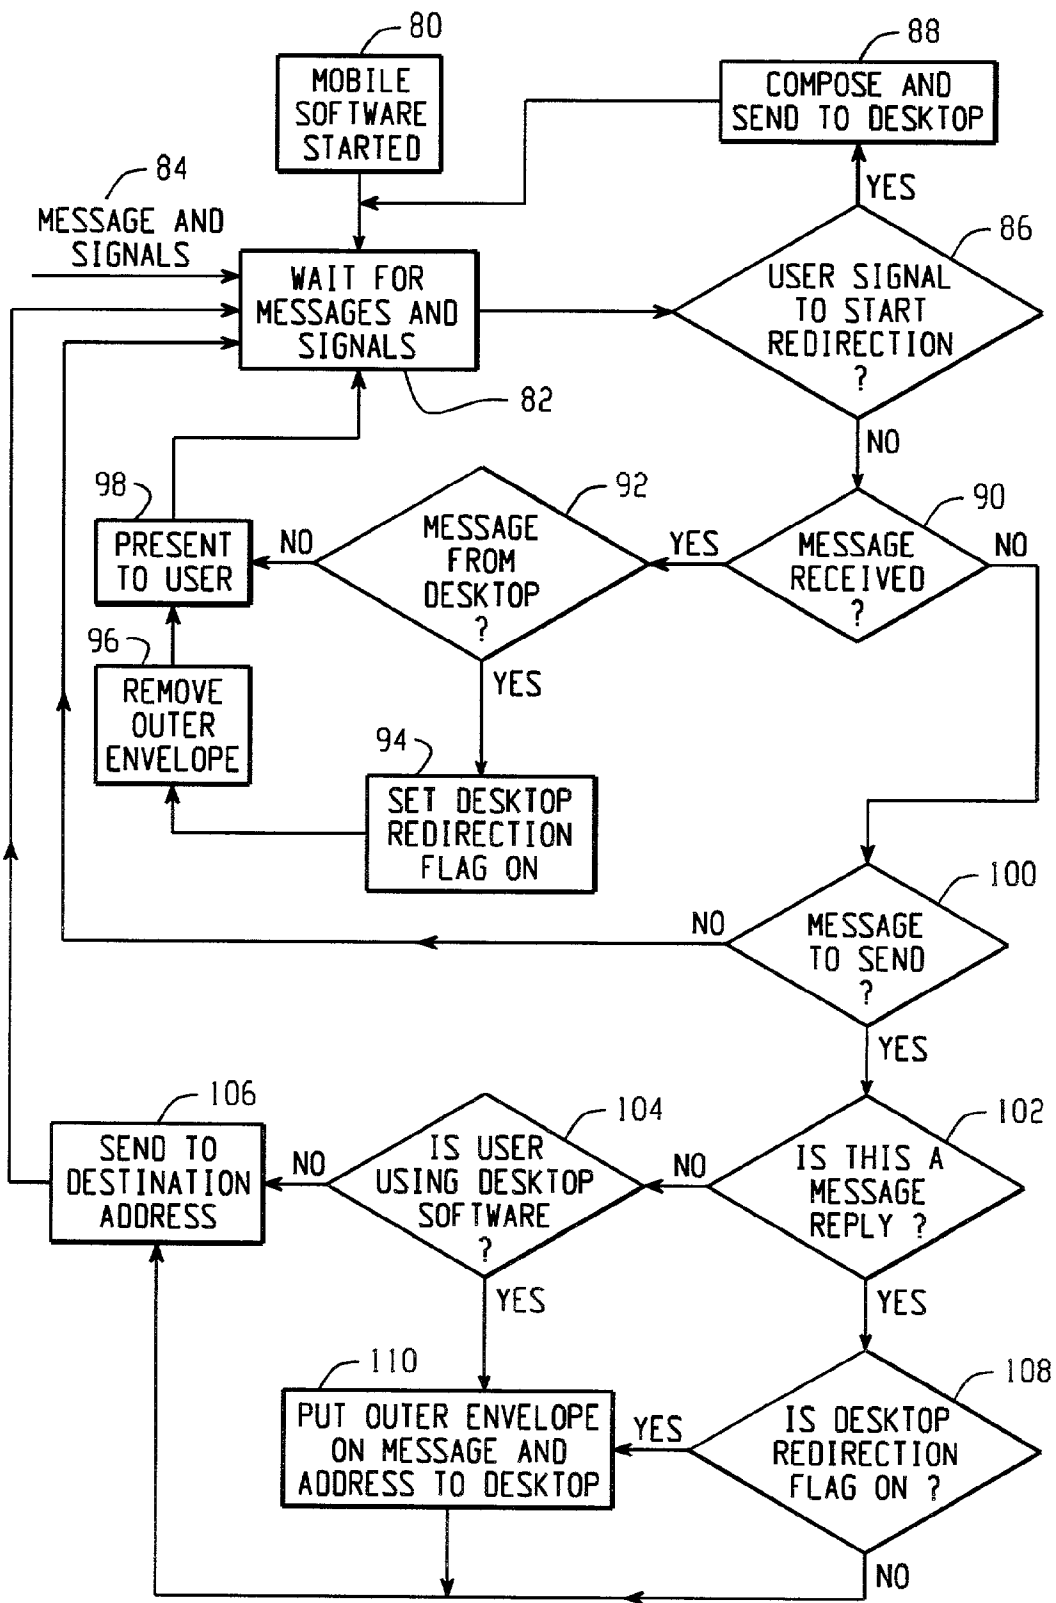 80
MOBILE
SOFTWARE
STARTED
88
COMPOSE AND
SEND TO DESKTOP
84
MESSAGE AND
SIGNALS
YES
86
WAIT FOR
MESSAGES AND
SIGNALS
82
USER SIGNAL
TO START
REDIRECTION
?
NO
98
PRESENT
TO USER
NO
92
MESSAGE
FROM
DESKTOP
?
YES
90
MESSAGE
RECEIVED
?
NO
96
REMOVE
OUTER
ENVELOPE
YES
94
SET DESKTOP
REDIRECTION
FLAG ON
100
NO
MESSAGE
TO SEND
?
YES
106
SEND TO
DESTINATION
ADDRESS
NO
104
IS USER
USING DESKTOP
SOFTWARE
?
NO
102
IS THIS A
MESSAGE
REPLY ?
YES
YES
110
PUT OUTER ENVELOPE
ON MESSAGE AND
ADDRESS TO DESKTOP
YES
108
IS DESKTOP
REDIRECTION
FLAG ON ?
NO